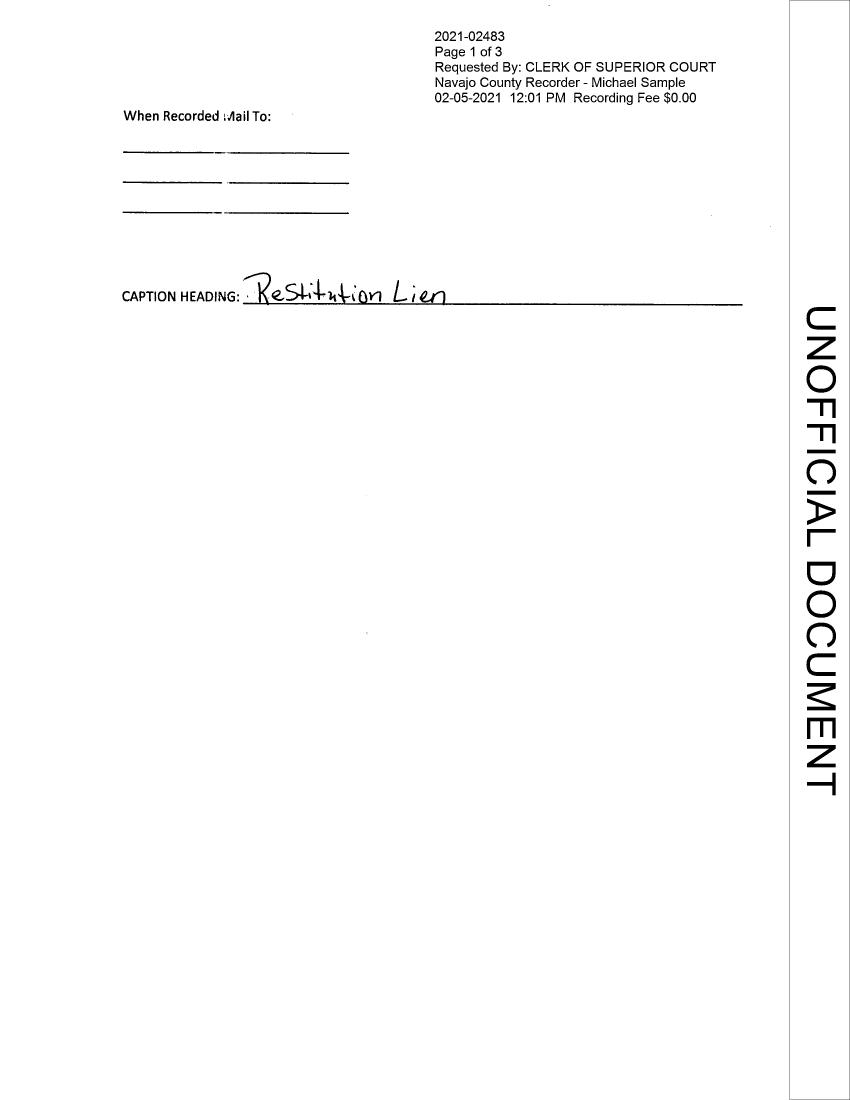 2021-02483
Page 1 of 3
Requested By: CLERK OF SUPERIOR COURT
Navajo County Recorder - Michael Sample
02-05-2021 12:01 PM Recording Fee $0.00
When Recorded Mail To:
CAPTION HEADING: Restitution Lien
UNOFFICIAL DOCUMENT